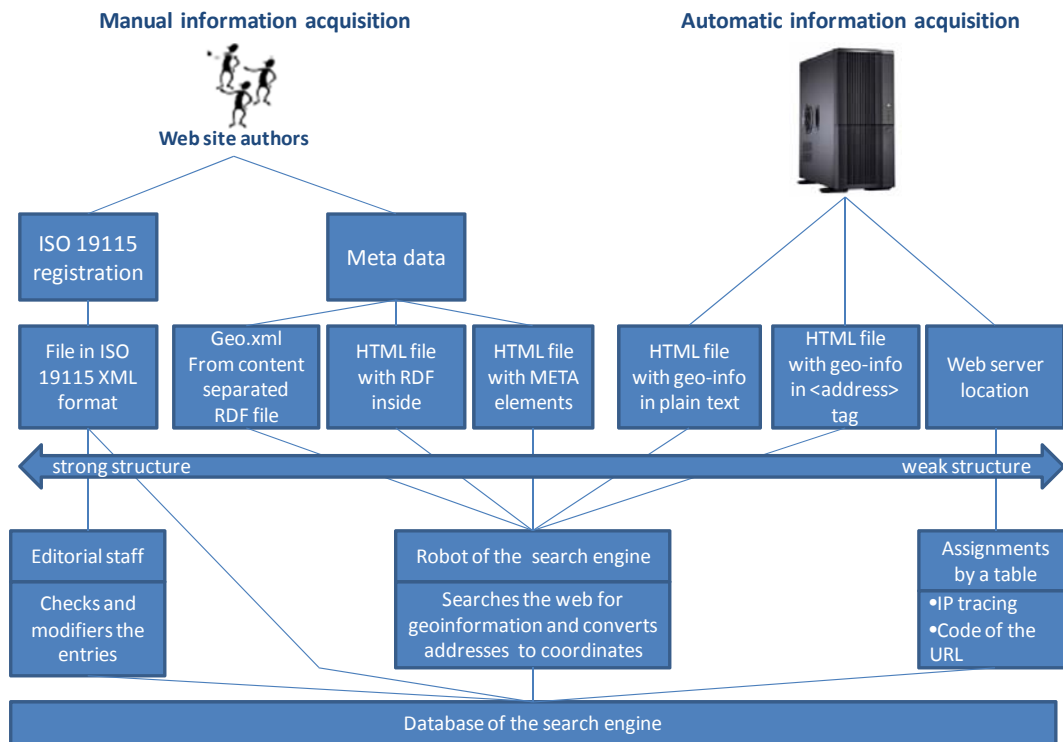 Manual information acquisition
Automatic information acquisition
Web site authors
ISO 19115
registration
Meta data
File in ISO
19115 XML
format
Geo.xml
From content
separated
RDF file
HTML file
with RDF
inside
HTML file
with META
elements
HTML file
with geo-info
in plain text
HTML file
with geo-info
in <address>
tag
Web server
location
strong structure
weak structure
Editorial staff
Checks and
modifiers the
entries
Robot of the search engine
Searches the web for
geoinformation and converts
addresses to coordinates
Assignments
by a table
•IP tracing
•Code of the
URL
Database of the search engine